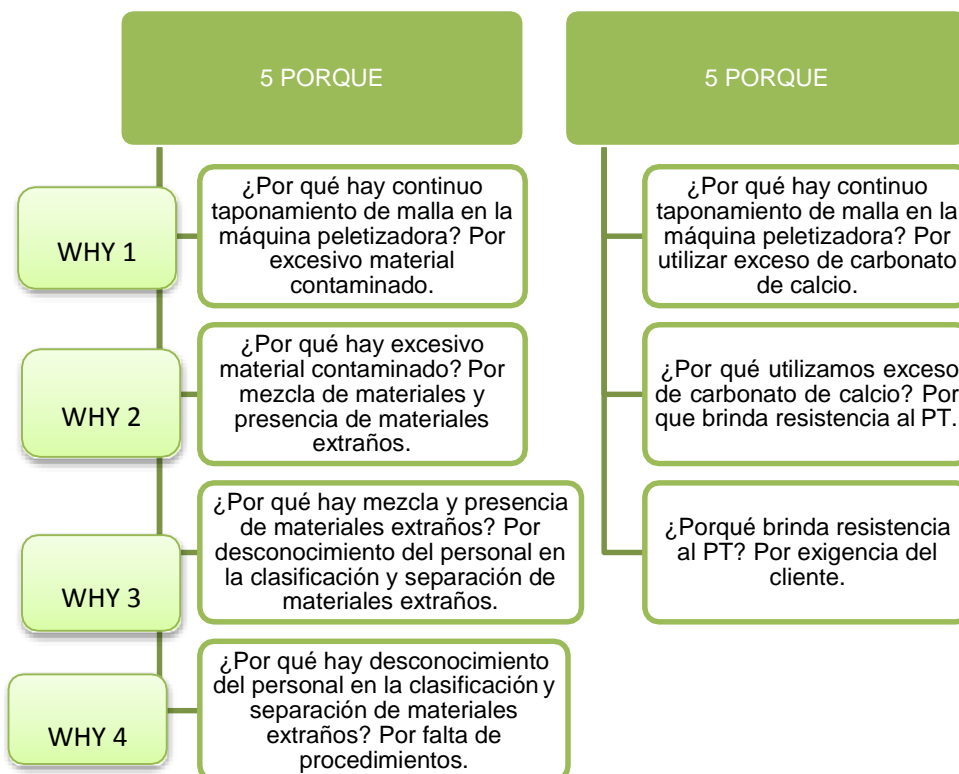 5 PORQUE
WHY 1
¿Por qué hay continuo
taponamiento de malla en la
máquina peletizadora? Por
excesivo material
contaminado.
WHY 2
¿Por qué hay excesivo
material contaminado? Por
mezcla de materiales y
presencia de materiales
extraños.
WHY 3
¿Por qué hay mezcla y presencia
de materiales extraños? Por
desconocimiento del personal en
la clasificación y separación de
materiales extraños.
WHY 4
¿Por qué hay desconocimiento
del personal en la clasificación y
separación de materiales
extraños? Por falta de
procedimientos.
5 PORQUE
¿Por qué hay continuo
taponamiento de malla en la
máquina peletizadora? Por
utilizar exceso de carbonato
de calcio.
¿Por qué utilizamos exceso
de carbonato de calcio? Por
que brinda resistencia al PT.
¿Porqué brinda resistencia
al PT? Por exigencia del
cliente.